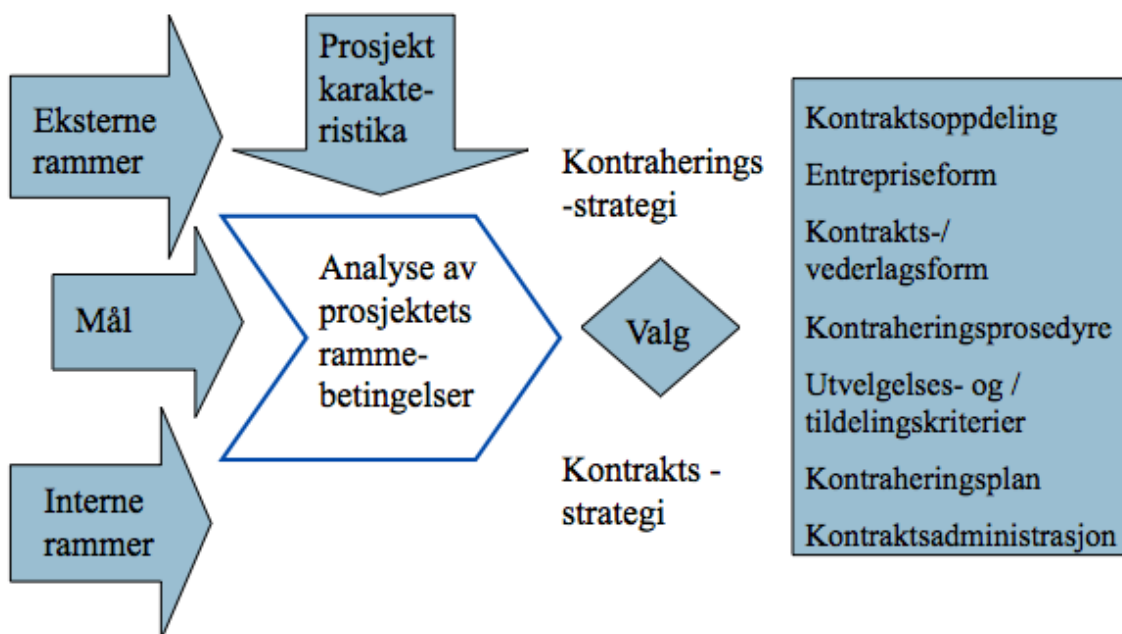 Eksterne
rammer
Prosjekt
karakte-
ristika
Mål
Interne
rammer
Analyse av
prosjektets
ramme-
betingelser
Kontraherings
-strategi
Valg
Kontrakts -
strategi
Kontraktsoppdeling
Entrepriseform
Kontrakts-/
vederlagsform
Kontraheringsprosedyre
Utvelgelses- og /
tildelingskriterier
Kontraheringsplan
Kontraktsadministrasjon